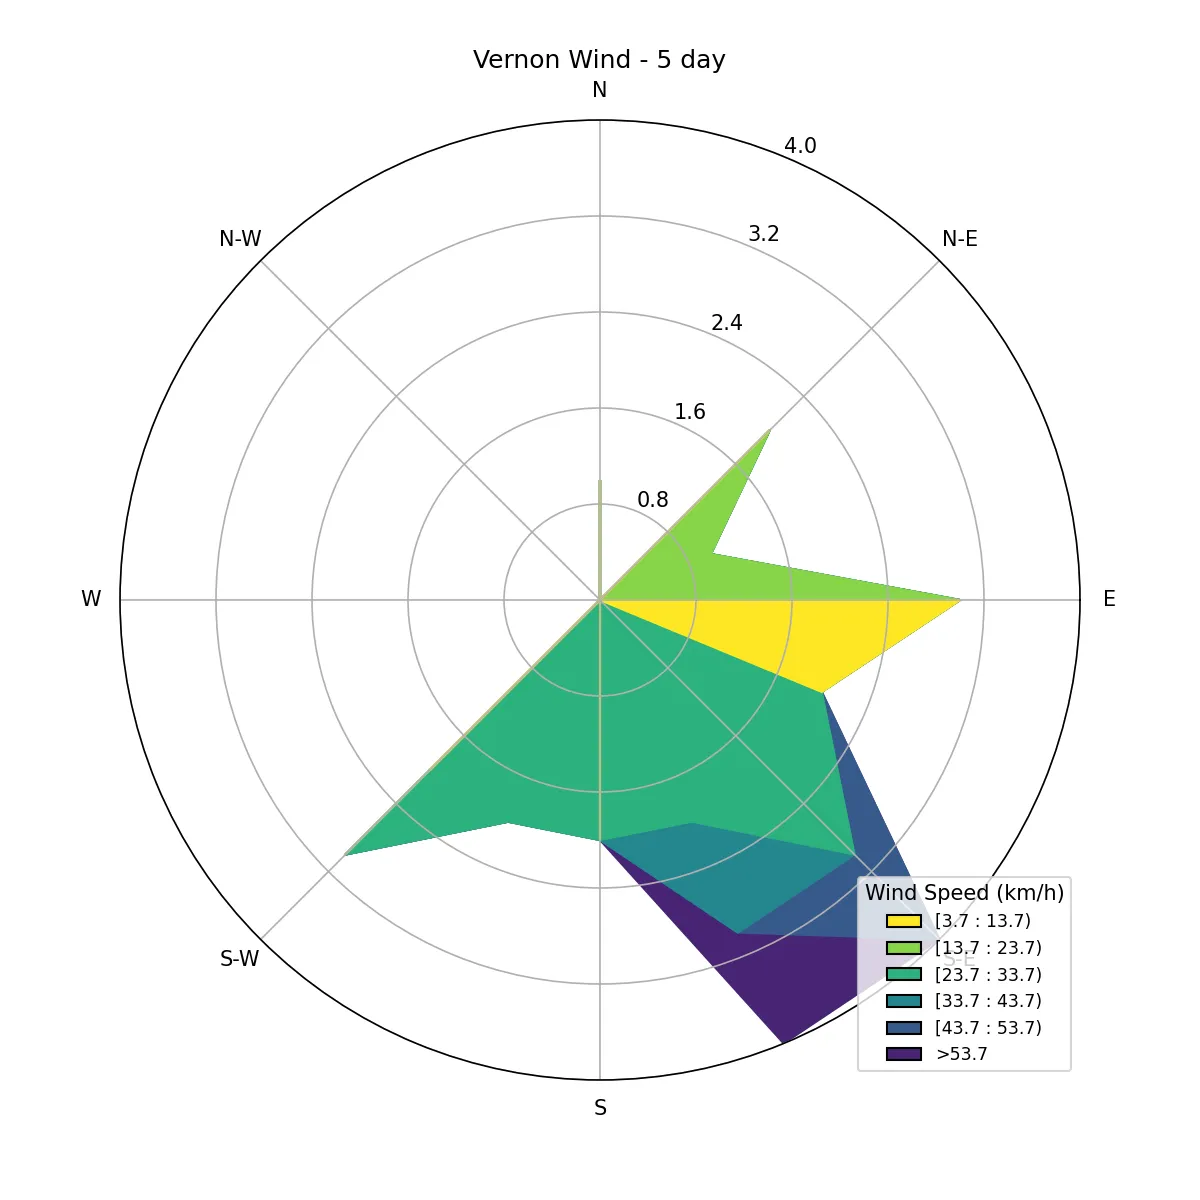 Vernon Wind - 5 day
N
4.0
N-W
N-E
3.2
2.4
1.6
0.8
W
E
Wind Speed (km/h)
[3.7 : 13.7)
[13.7 : 23.7)
S-W
S-E
[23.7 : 33.7)
[33.7 : 43.7)
[43.7 : 53.7)
>53.7
S